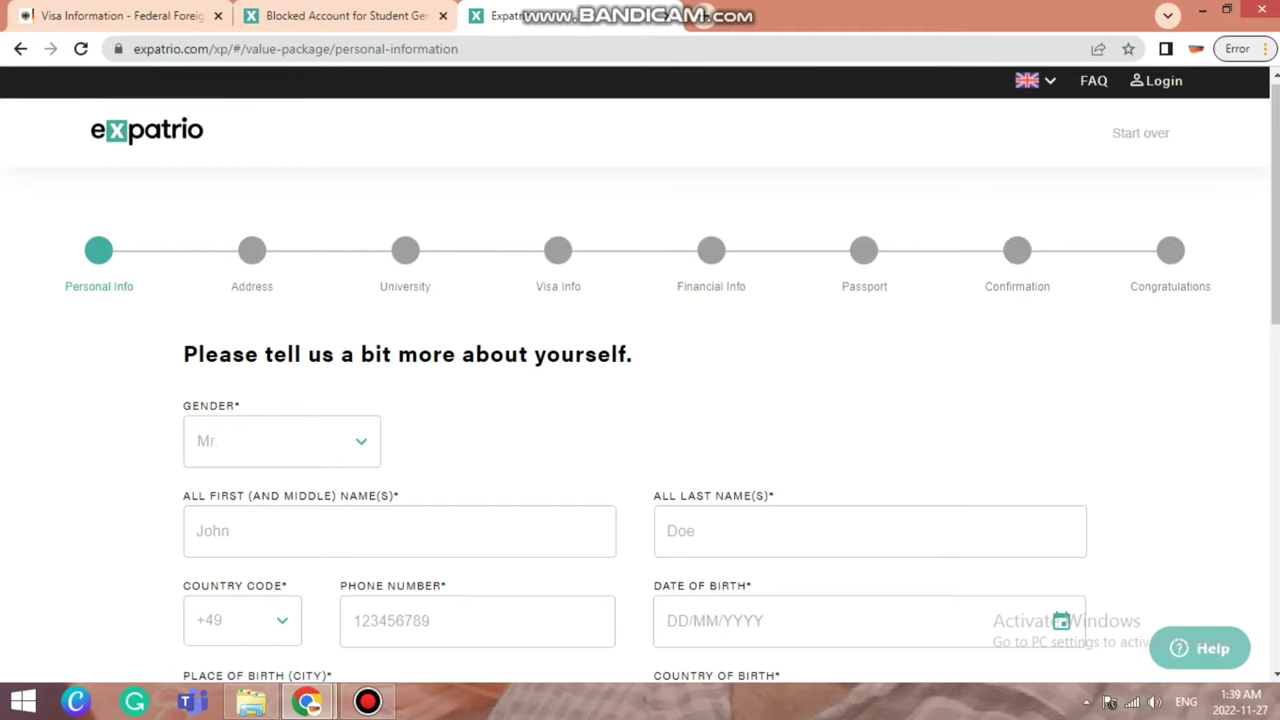 Visa Information - Federal Foreig
Blocked Account for Student Ger
Expat
www.BANDICAM.com
expatrio.com/xp/#/value-package/personal-information
Error
FAQ
Login
expatrio
Start over
Personal Info
Address
University
Visa Info
Financial Info
Passport
Confirmation
Congratulations
Please tell us a bit more about yourself.
GENDER*
Mr.
ALL FIRST (AND MIDDLE) NAME(S)*
ALL LAST NAME(S)*
John
Doe
COUNTRY CODE*
PHONE NUMBER*
DATE OF BIRTH*
+49
123456789
DD/MM/YYYY
Activate Windows
Go to PC settings to activ
Help
PLACE OF BIRTH (CITY)*
COUNTRY OF BIRTH*
ENG
1:39 AM
2022-11-27